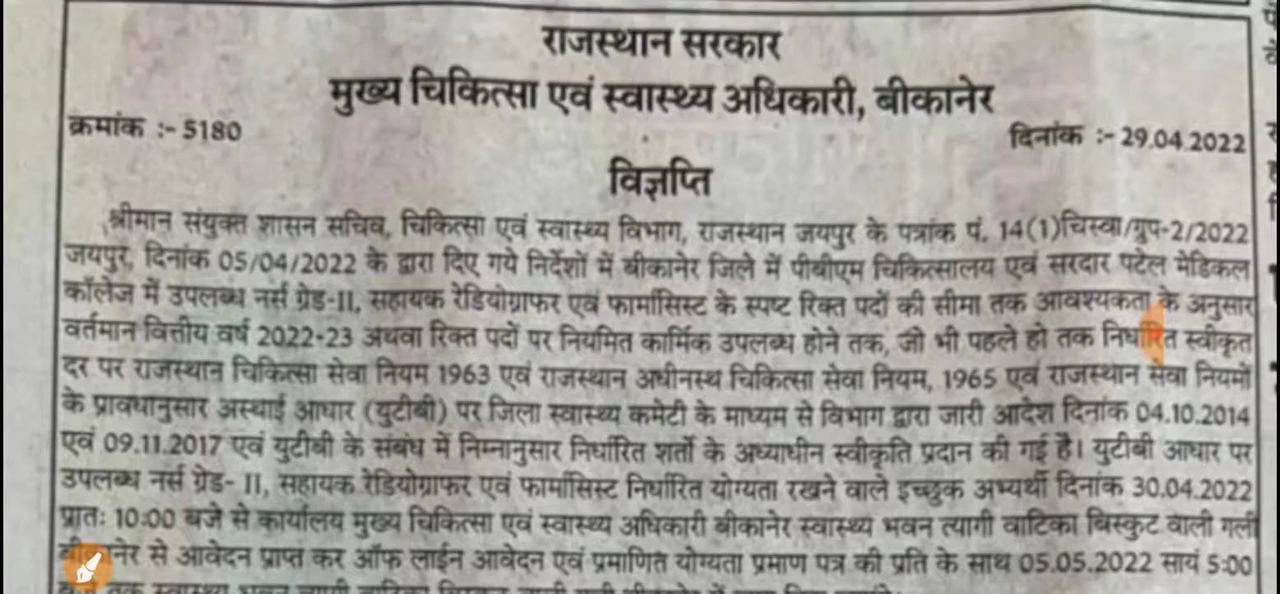 राजस्थान सरकार
मुख्य चिकित्सा एवं स्वास्थ्य अधिकारी, बीकानेर
क्रमांक :- 5180
दिनांक :- 29.04.2022
विज्ञप्ति
श्रीमान संयुक्त शासन सचिव, चिकित्सा एवं स्वास्थ्य विभाग, राजस्थान जयपुर के पत्रांक पं. 14(1)चिस्वा/ग्रुप-2/2022
जयपुर, दिनांक 05/04/2022 के द्वारा दिए गये निर्देशों में बीकानेर जिले में पीबीएम चिकित्सालय एवं सरदार पटेल मेडिकल
कॉलेज में उपलब्ध नर्स ग्रेड-II, सहायक रेडियोग्राफर एवं फार्मासिस्ट के स्पष्ट रिक्त पदों की सीमा तक आवश्यकता के अनुसार
वर्तमान वित्तीय वर्ष 2022-23 अथवा रिक्त पदों पर नियमित कार्मिक उपलब्ध होने तक, जो भी पहले हो तक निर्धारित स्वीकृत
दर पर राजस्थान चिकित्सा सेवा नियम 1963 एवं राजस्थान अधीनस्थ चिकित्सा सेवा नियम, 1965 एवं राजस्थान सेवा नियमों
के प्रावधानुसार अस्थाई आधार (युटीबी) पर जिला स्वास्थ्य कमेटी के माध्यम से विभाग द्वारा जारी आदेश दिनांक 04.10.2014
एवं 09.11.2017 एवं युटीबी के संबंध में निम्नानुसार निर्धारित शर्तो के अध्याधीन स्वीकृति प्रदान की गई है। युटीबी आधार पर
उपलब्ध नर्स ग्रेड- II, सहायक रेडियोग्राफर एवं फार्मासिस्ट निर्धारित योग्यता रखने वाले इच्छुक अभ्यर्थी दिनांक 30.04.2022
प्रातः 10:00 बजे से कार्यालय मुख्य चिकित्सा एवं स्वास्थ्य अधिकारी बीकानेर स्वास्थ्य भवन त्यागी वाटिका बिस्कुट वाली गली
बीकानेर से आवेदन प्राप्त कर ऑफ लाईन आवेदन एवं प्रमाणित योग्यता प्रमाण पत्र की प्रति के साथ 05.05.2022 सायं 5:00